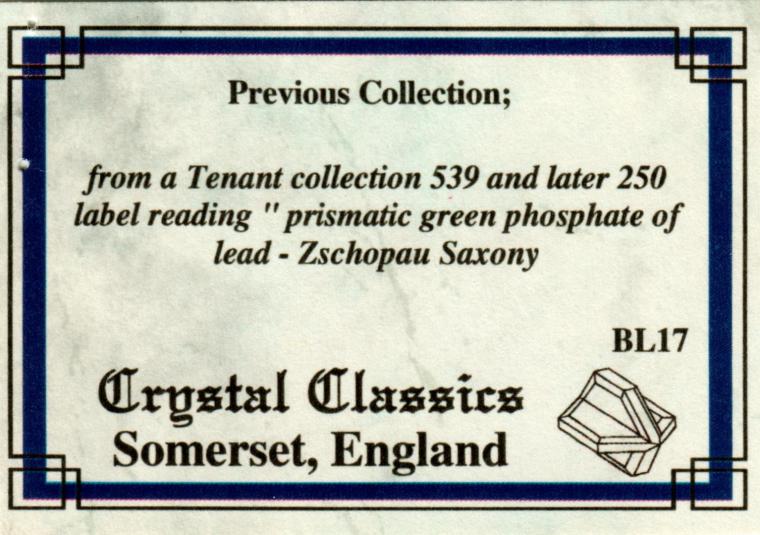 Previous Collection;
from a Tenant collection 539 and later 250
label reading " prismatic green phosphate of
lead - Zschopau Saxony
BL17
Crystal Classics
Somerset, England